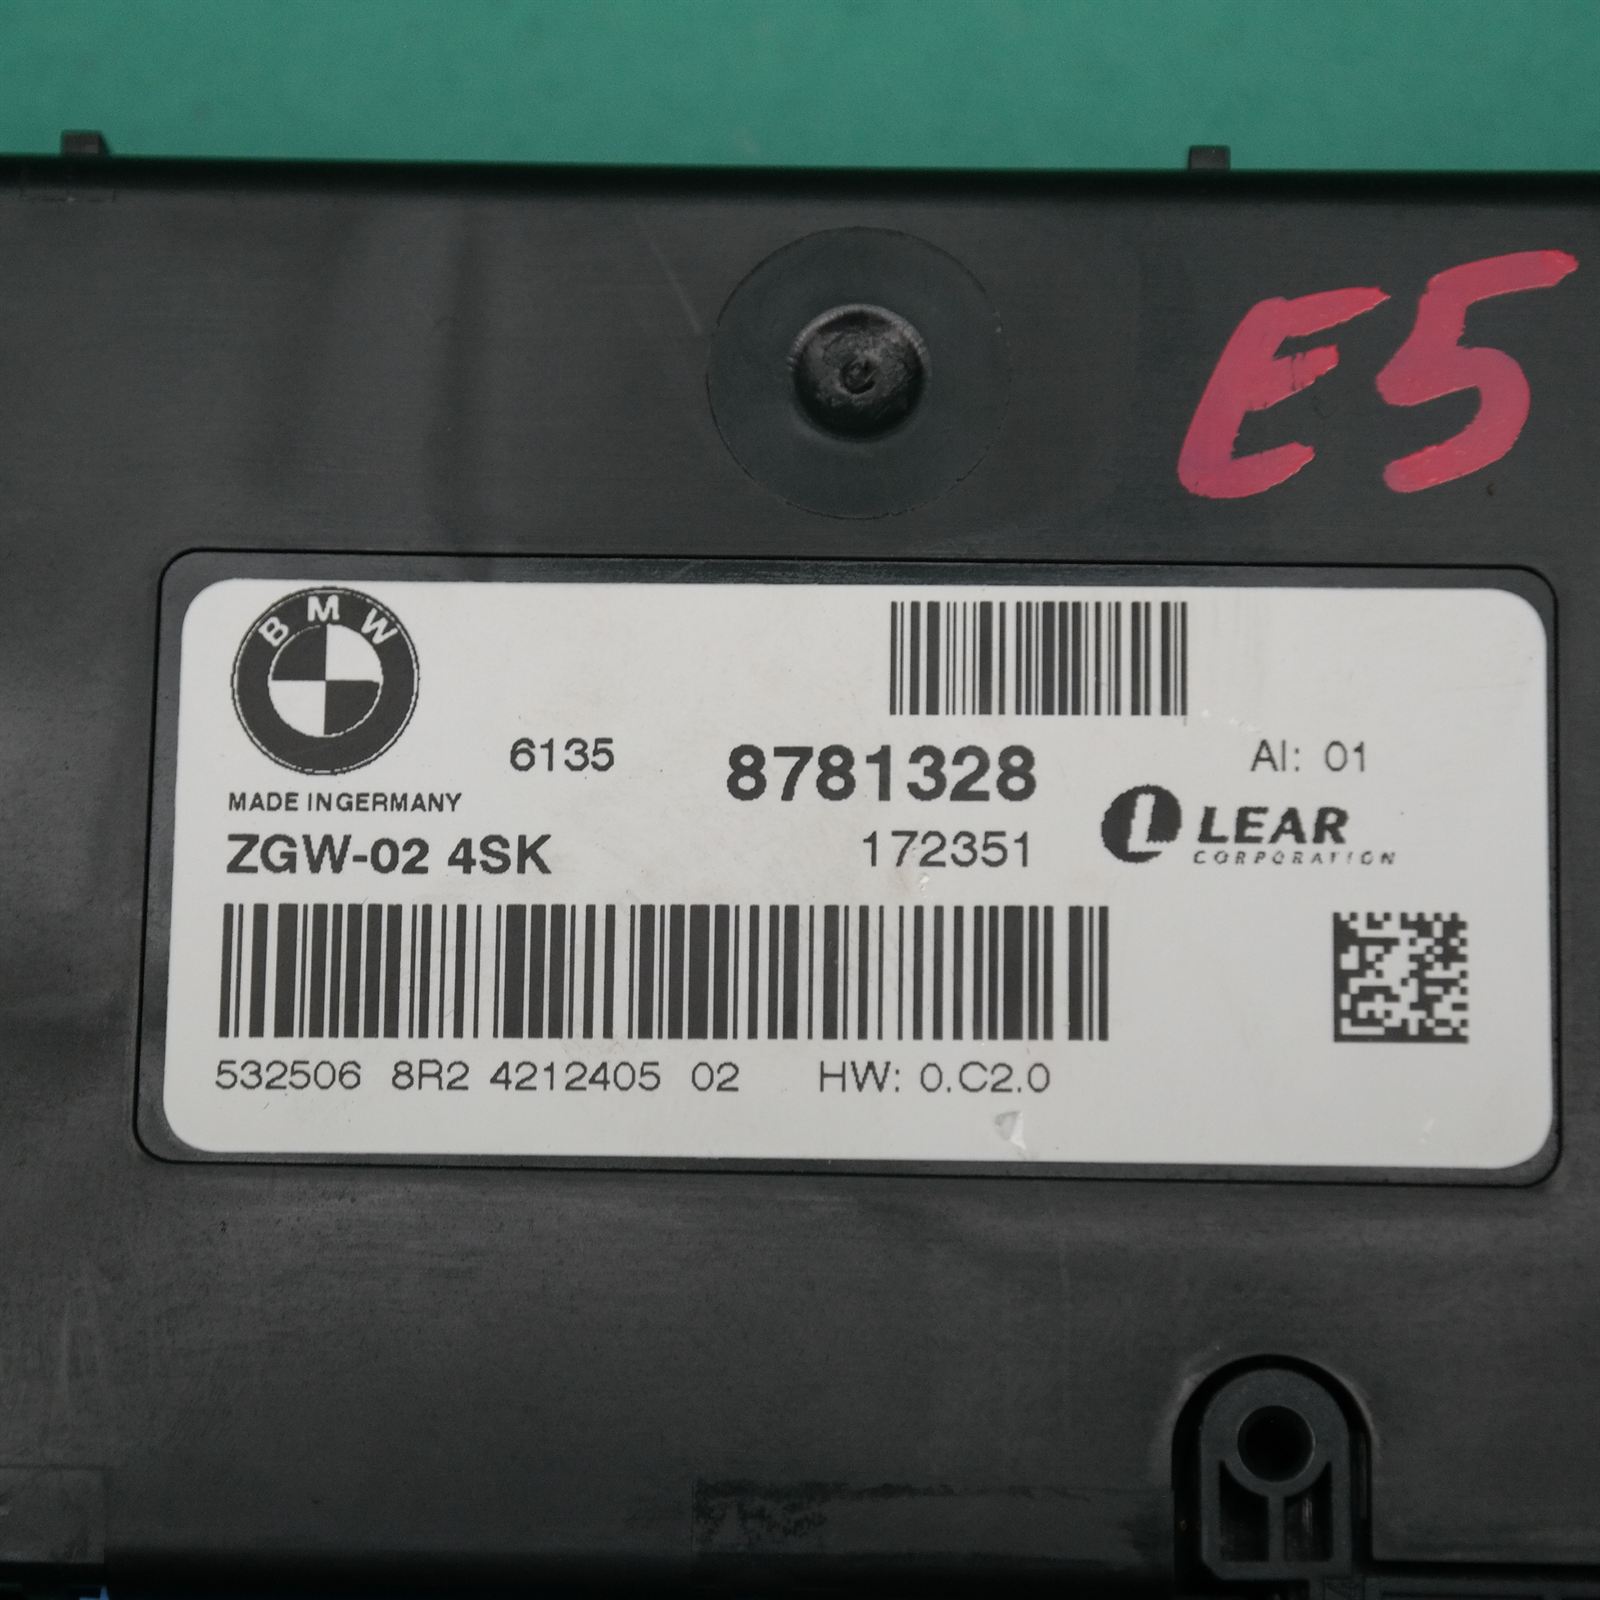 E5
BMW
6135 8781328 AI: 01
MADE INGERMANY
ZGW-02 4SK 172351 LEAR
CORPORATION
532506 8R2 4212405 02 HW: 0.C2.0